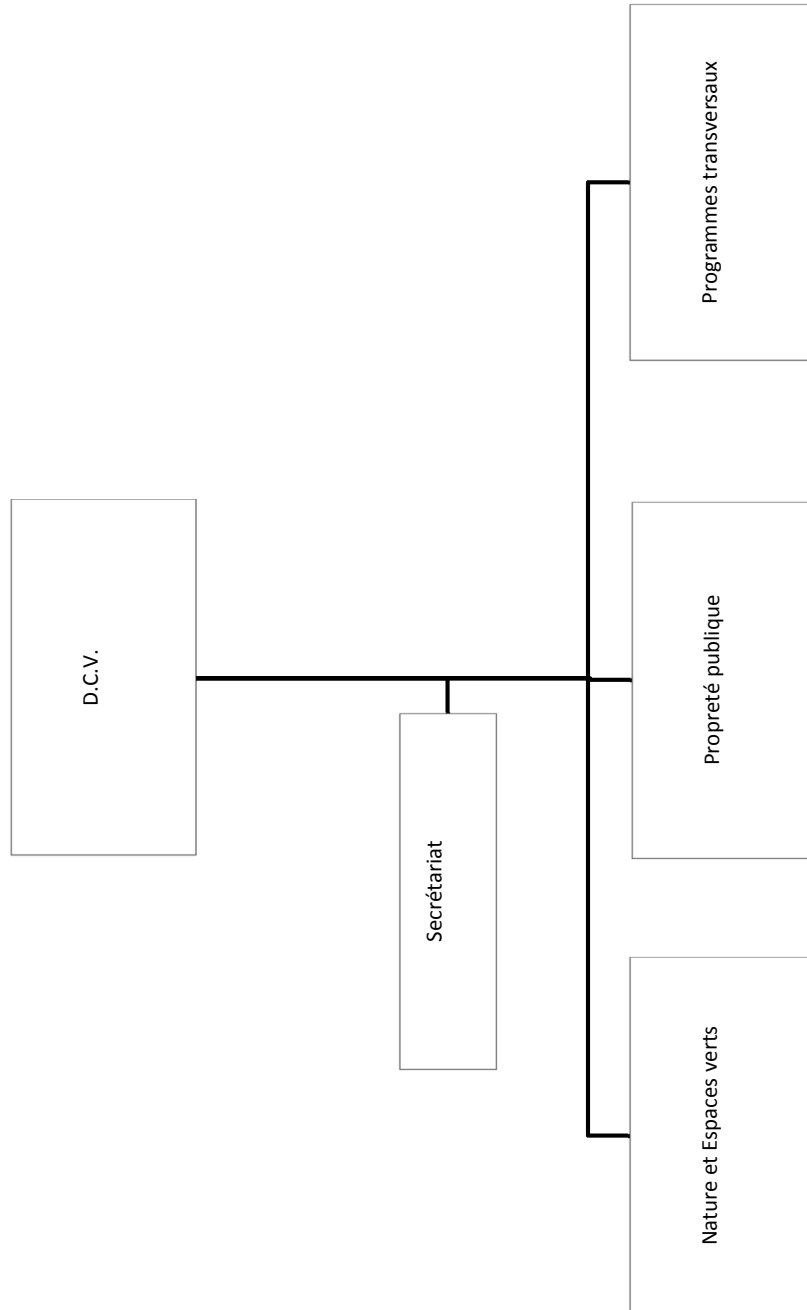 D.C.V.
Secrétariat
Nature et Espaces verts
Propreté publique
Programmes transversaux